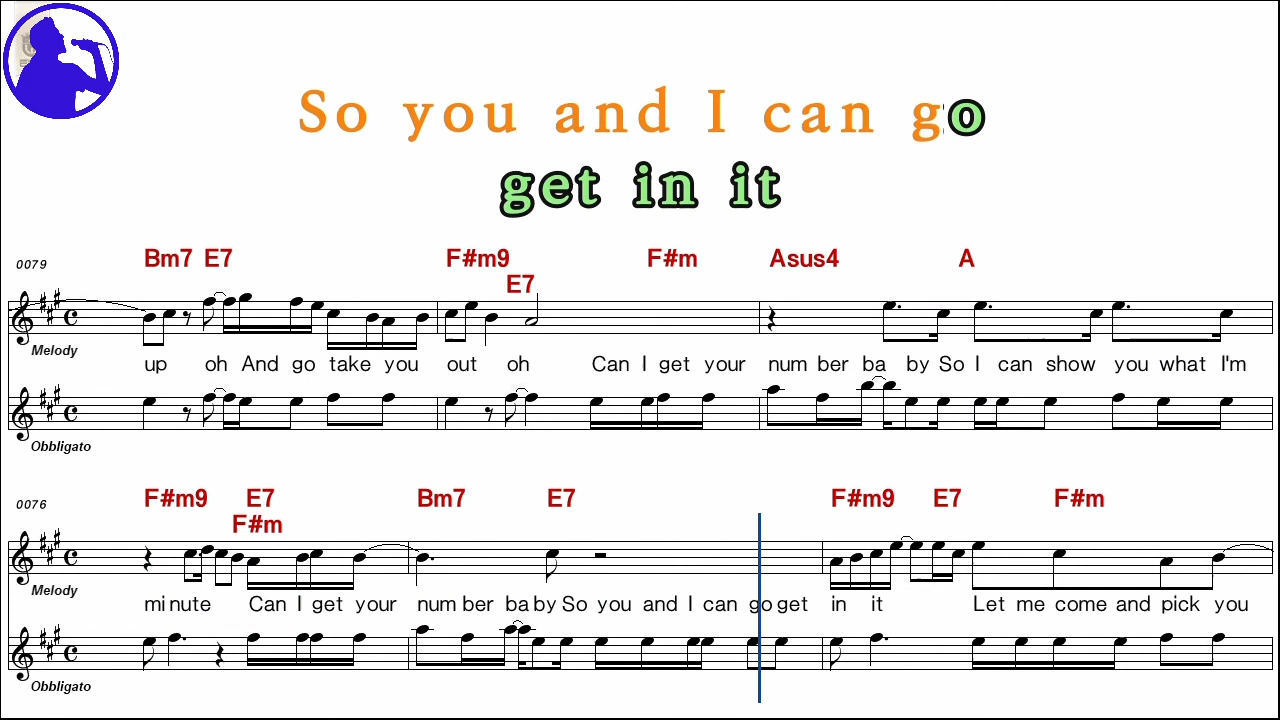 So you and I can go
get in it
0079
Bm7 E7 F#m9 F#m Asus4 A
E7
Melody
up oh And go take you out oh Can I get your num ber ba by So I can show you what I'm
Obbligato
0076
F#m9 E7 Bm7 E7 F#m9 E7 F#m
F#m
Melody
mi nute Can I get your num ber ba by So you and I can go get in it Let me come and pick you
Obbligato